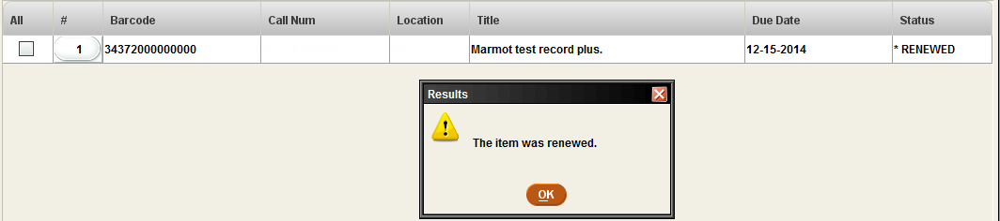 All # Barcode Call Num Location Title Due Date Status
1 34372000000000 Marmot test record plus. 12-15-2014 * RENEWED
Results
The item was renewed.
OK